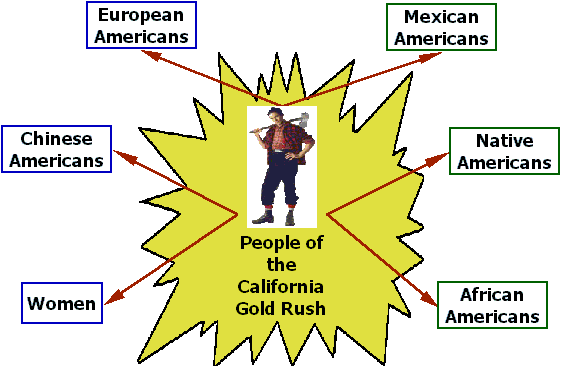 European
Americans
Mexican
Americans
Chinese
Americans
Native
Americans
People of
the
California
Gold Rush
Women
African
Americans